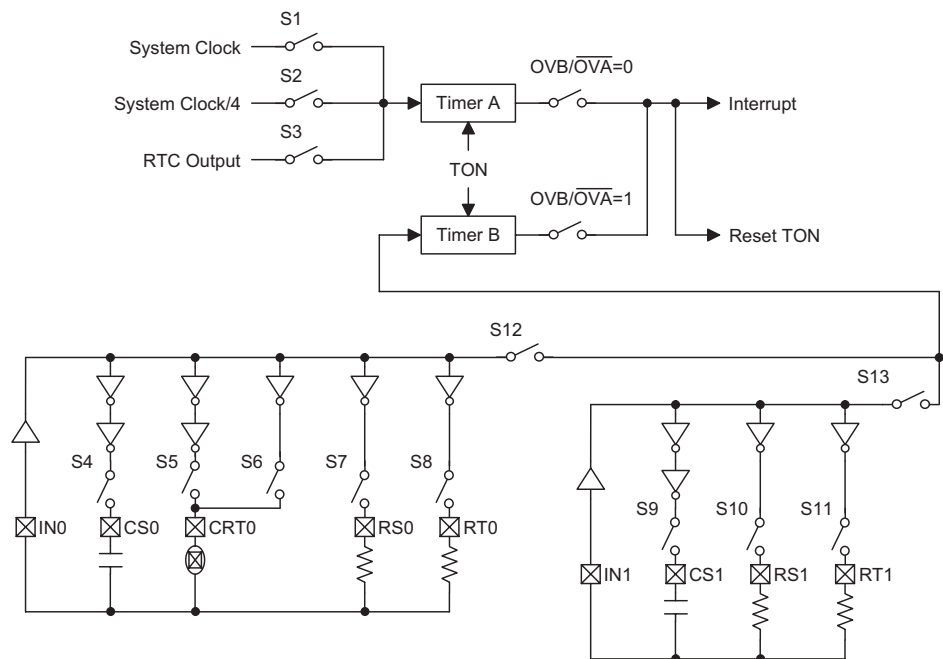 S1
System Clock
S2
OVB/O̅V̅A̅=0
System Clock/4
Timer A
Interrupt
S3
RTC Output
TON
OVB/O̅V̅A̅=1
Timer B
Reset TON
S12
S13
S4 S5 S6 S7 S8
S9 S10 S11
IN0 CS0 CRT0 RS0 RT0
IN1 CS1 RS1 RT1